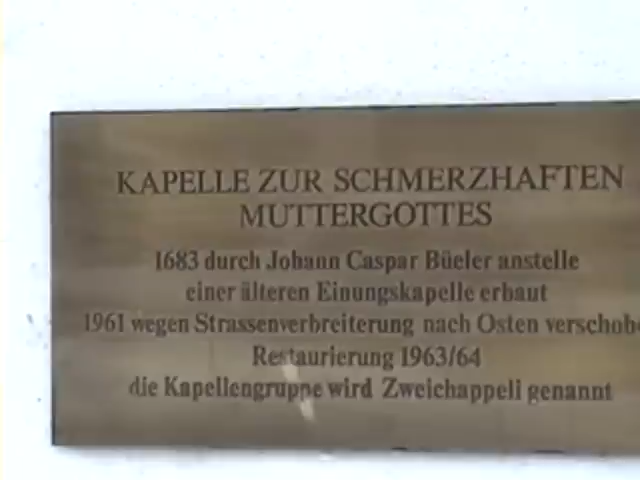 KAPELLE ZUR SCHMERZHAFTEN
MUTTERGOTTES
1683 durch Johann Caspar Büeler anstelle
einer älteren Einungskapelle erbaut
1961 wegen Strassenverbreiterung nach Osten verschobe
Restaurierung 1963/64
die Kapellengruppe wird Zweichappeli genannt